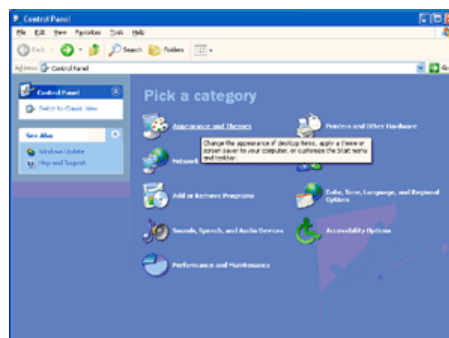 Control Panel
File Edit View Favorites Tools Help
Back Search Folders
Address Control Panel Go
Control Panel
Switch to Classic View
See Also
Windows Update
Help and Support
Pick a category
Appearance and Themes
Printers and Other Hardware
Change the appearance of desktop items, apply a theme or
screen saver to your computer, or customize the Start menu
and taskbar.
Network
Add or Remove Programs
Date, Time, Language, and Regional
Options
Sounds, Speech, and Audio Devices
Accessibility Options
Performance and Maintenance